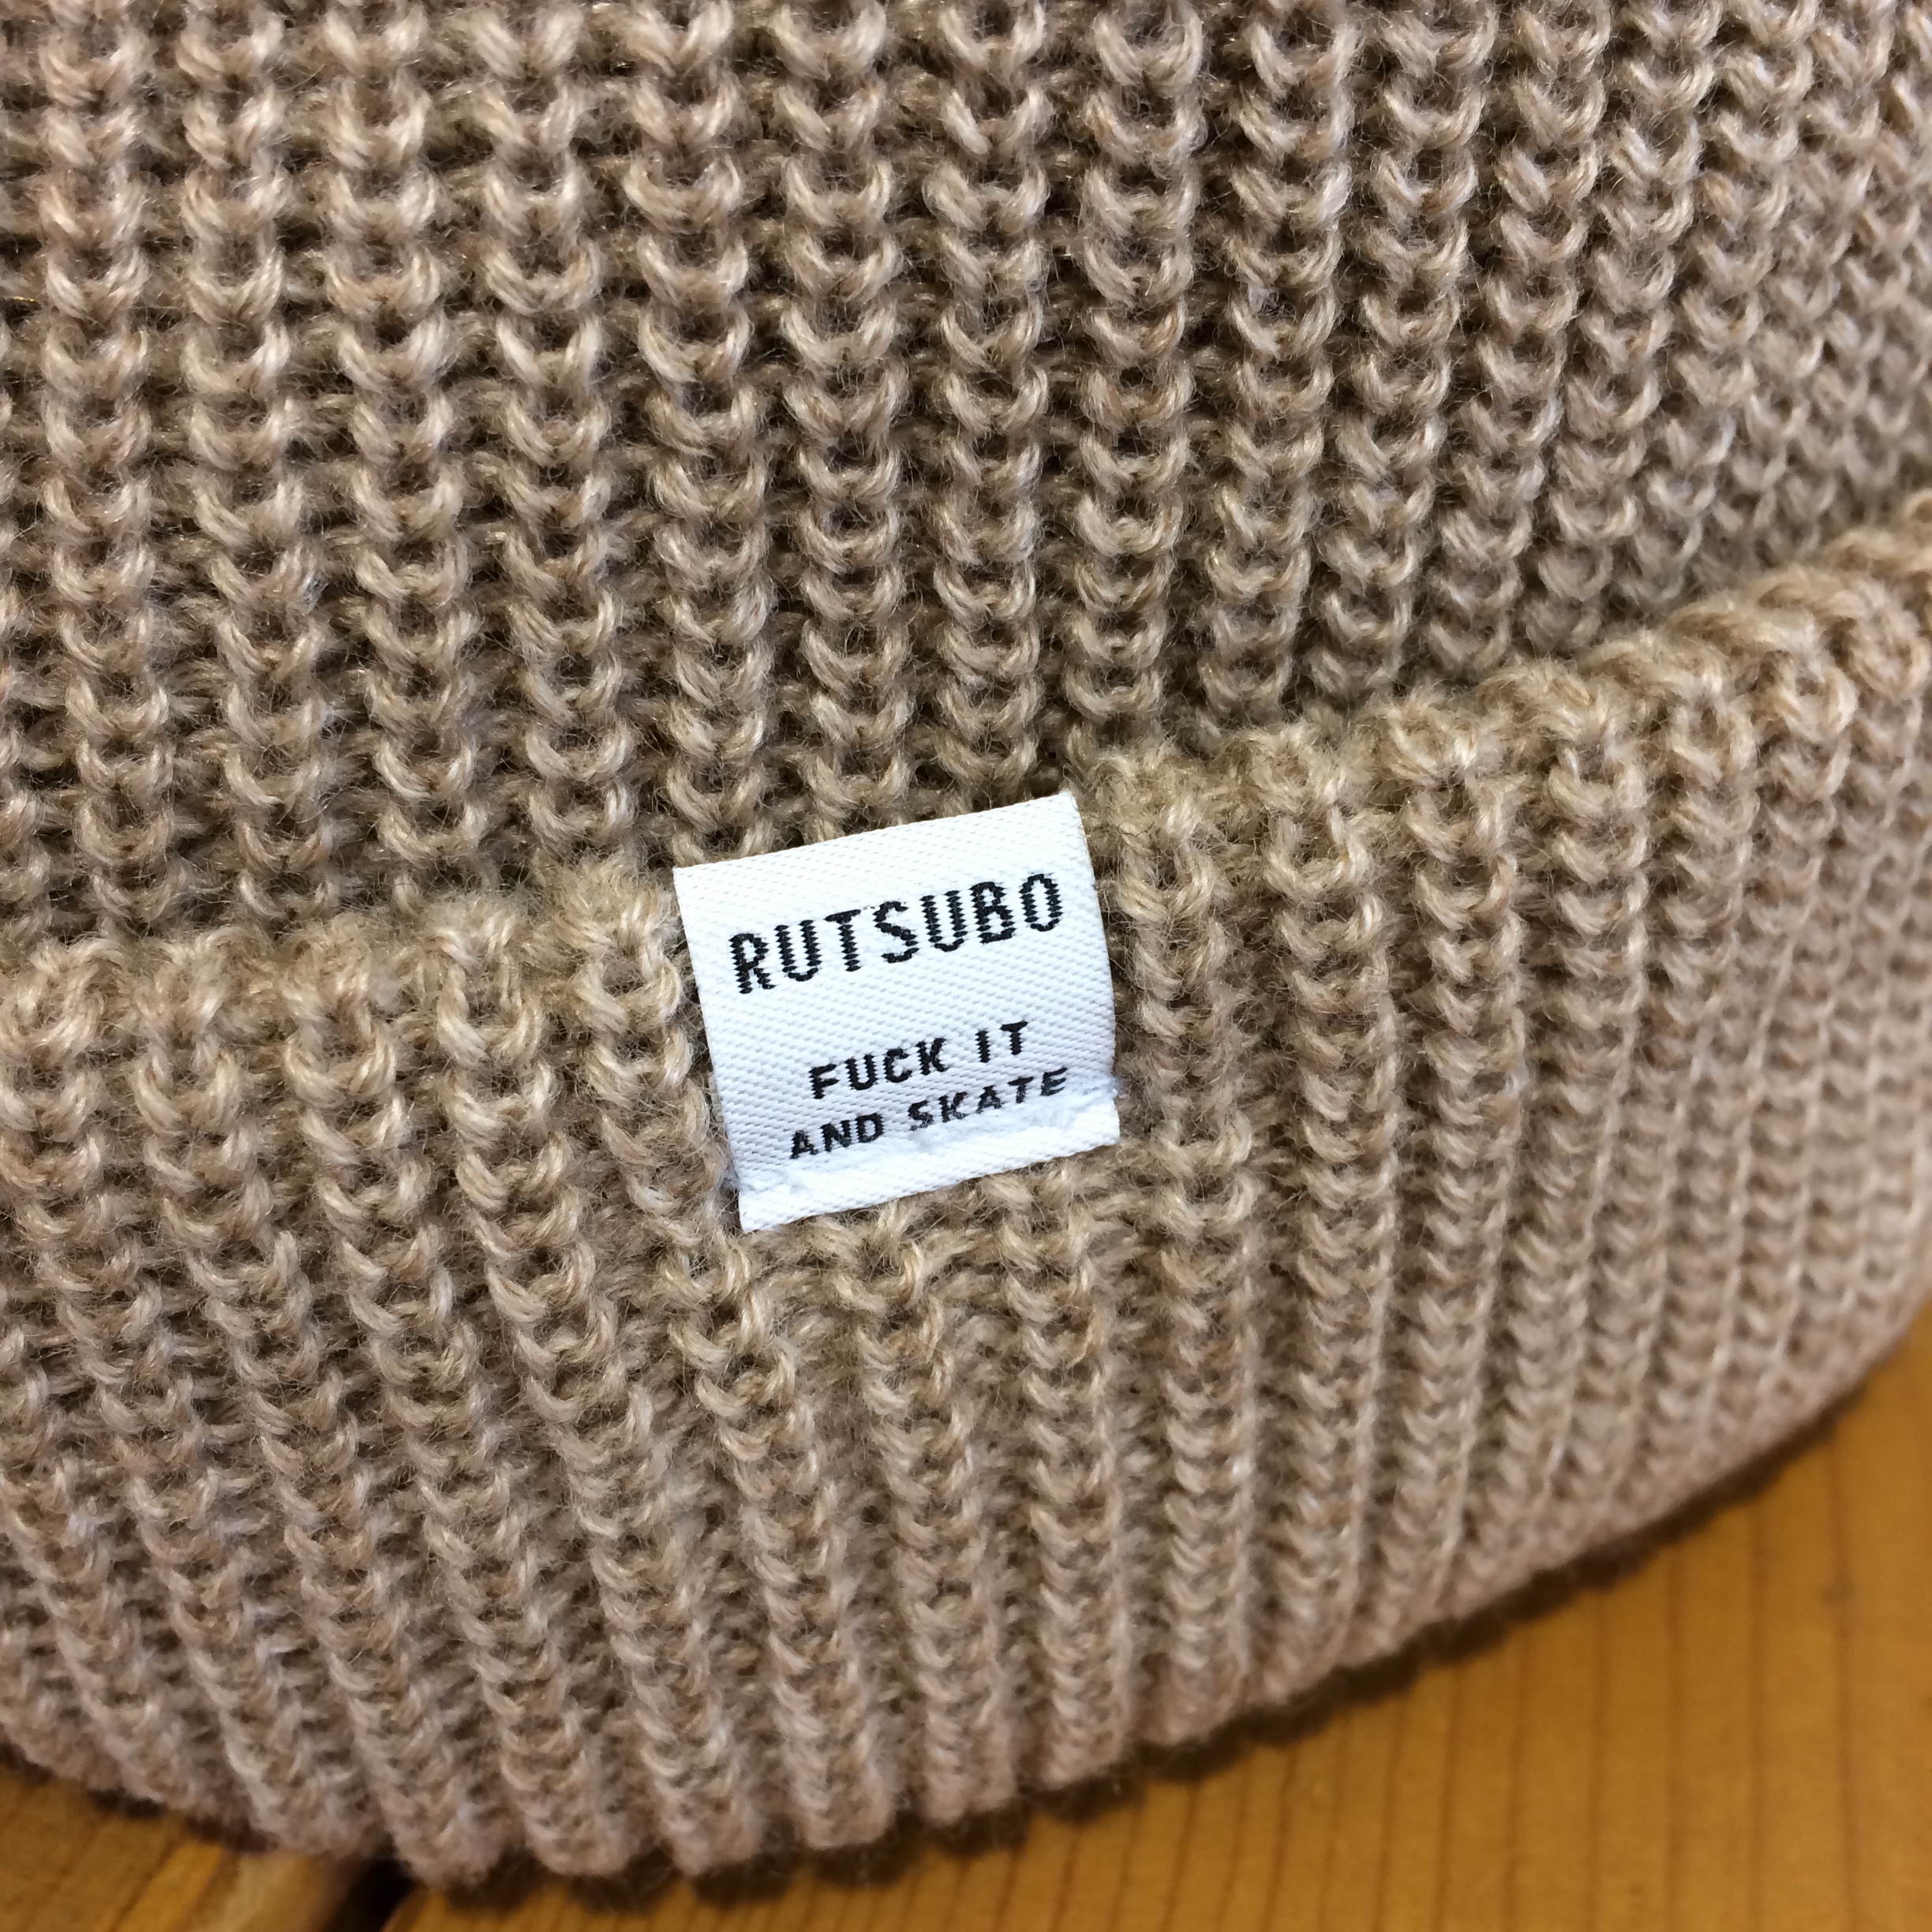 RUTSUBO
FUCK IT
AND SKATE